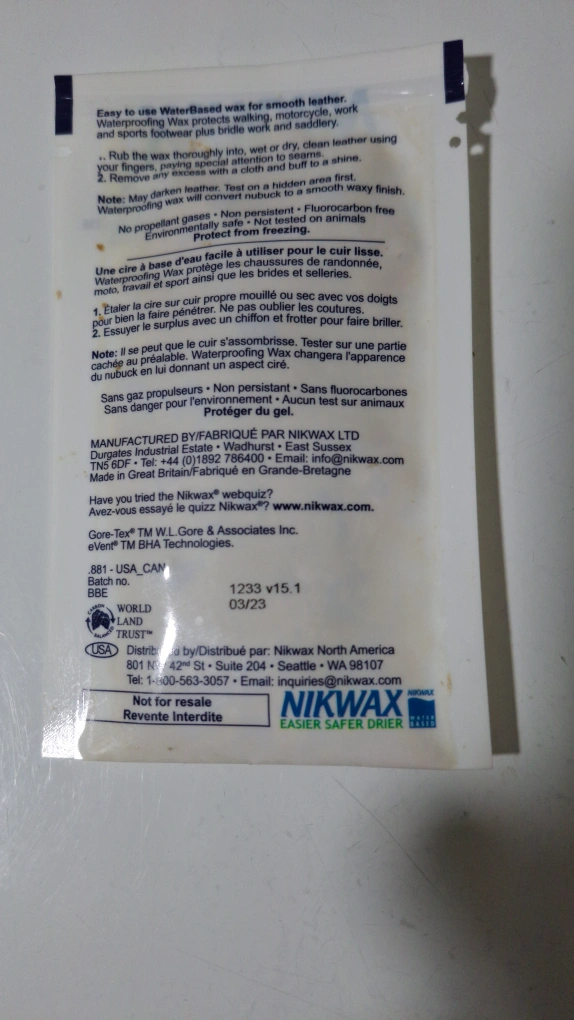 Easy to use WaterBased wax for smooth leather.
Waterproofing Wax protects walking, motorcycle, work
and sports footwear plus bridle work and saddlery.
. Rub the wax thoroughly into, wet or dry, clean leather using
your fingers, paying special attention to seams.
2. Remove any excess with a cloth and buff to a shine.
Note: May darken leather. Test on a hidden area first.
Waterproofing wax will convert nubuck to a smooth waxy finish.
No propellant gases • Non persistent • Fluorocarbon free
Environmentally safe • Not tested on animals
Protect from freezing.
Une cire à base d'eau facile à utiliser pour le cuir lisse.
Waterproofing Wax protège les chaussures de randonnée,
moto, travail et sport ainsi que les brides et selleries.
1. Étaler la cire sur cuir propre mouillé ou sec avec vos doigts
pour bien la faire pénétrer. Ne pas oublier les coutures.
2. Essuyer le surplus avec un chiffon et frotter pour faire briller.
Note: Il se peut que le cuir s'assombrisse. Tester sur une partie
cachée au préalable. Waterproofing Wax changera l'apparence
du nubuck en lui donnant un aspect ciré.
Sans gaz propulseurs • Non persistant • Sans fluorocarbones
Sans danger pour l'environnement • Aucun test sur animaux
Protéger du gel.
MANUFACTURED BY/FABRIQUÉ PAR NIKWAX LTD
Durgates Industrial Estate • Wadhurst • East Sussex
TN5 6DF • Tel: +44 (0)1892 786400 • Email: info@nikwax.com
Made in Great Britain/Fabriqué en Grande-Bretagne
Have you tried the Nikwax® webquiz?
Avez-vous essayé le quizz Nikwax®? www.nikwax.com.
Gore-Tex® TM W.L.Gore & Associates Inc.
eVent® TM BHA Technologies.
.881 - USA_CAN
Batch no. 1233 v15.1
BBE 03/23
CARBON BALANCED
WORLD
LAND
TRUST™
USA by/Distribué par: Nikwax North America
801 42nd St • Suite 204 • Seattle • WA 98107
Tel: 1-800-563-3057 • Email: inquiries@nikwax.com
Not for resale
Revente Interdite
NIKWAX
EASIER SAFER DRIER
NIKWAX
WATER
BASED